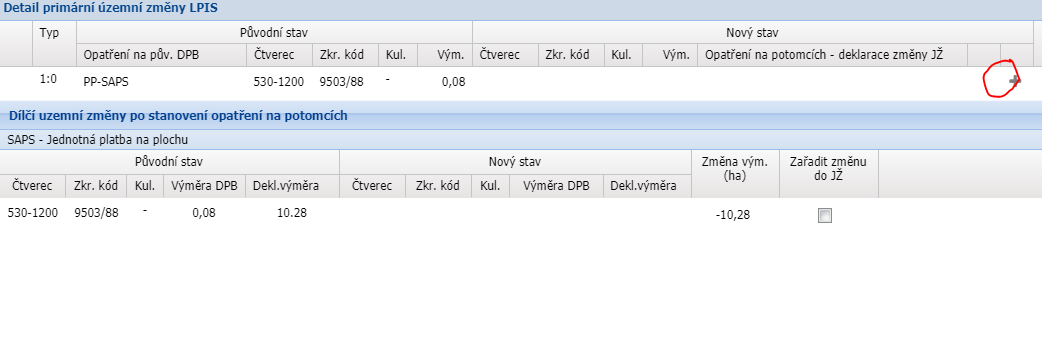 Detail primární územní změny LPIS
Typ Původní stav Nový stav
Opatření na pův. DPB Čtverec Zkr. kód Kul. Vým. Čtverec Zkr. kód Kul. Vým. Opatření na potomcích - deklarace změny JŽ
1:0 PP-SAPS 530-1200 9503/88 - 0,08
Dílčí uzemní změny po stanovení opatření na potomcích
SAPS - Jednotná platba na plochu
Původní stav Nový stav Změna vým. Zařadit změnu
(ha) do JŽ
Čtverec Zkr. kód Kul. Výměra DPB Dekl.výměra Čtverec Zkr. kód Kul. Výměra DPB Dekl.výměra
530-1200 9503/88 - 0,08 10.28 -10,28